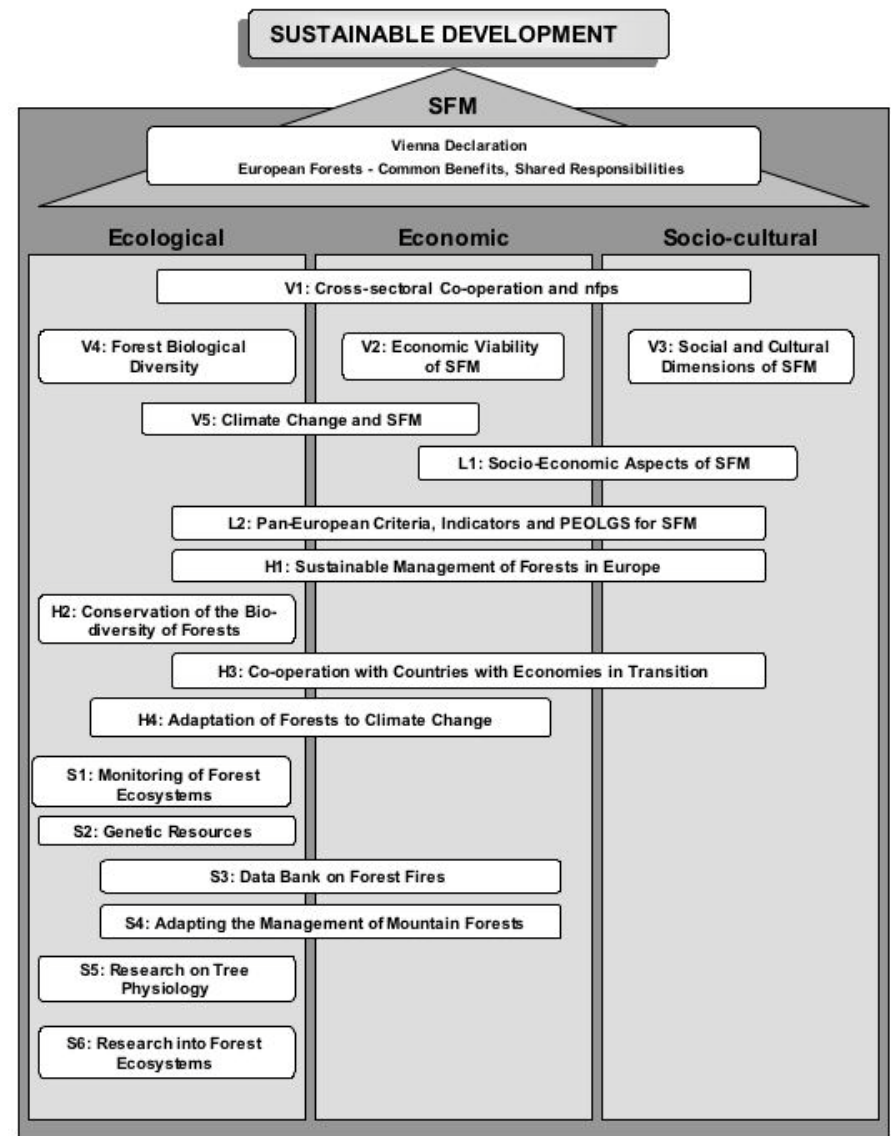 SUSTAINABLE DEVELOPMENT
SFM
Vienna Declaration
European Forests - Common Benefits, Shared Responsibilities
Ecological
Economic
Socio-cultural
V1: Cross-sectoral Co-operation and nfps
V4: Forest Biological
Diversity
V2: Economic Viability
of SFM
V3: Social and Cultural
Dimensions of SFM
V5: Climate Change and SFM
L1: Socio-Economic Aspects of SFM
L2: Pan-European Criteria, Indicators and PEOLGS for SFM
H1: Sustainable Management of Forests in Europe
H2: Conservation of the Bio-
diversity of Forests
H3: Co-operation with Countries with Economies in Transition
H4: Adaptation of Forests to Climate Change
S1: Monitoring of Forest
Ecosystems
S2: Genetic Resources
S3: Data Bank on Forest Fires
S4: Adapting the Management of Mountain Forests
S5: Research on Tree
Physiology
S6: Research into Forest
Ecosystems